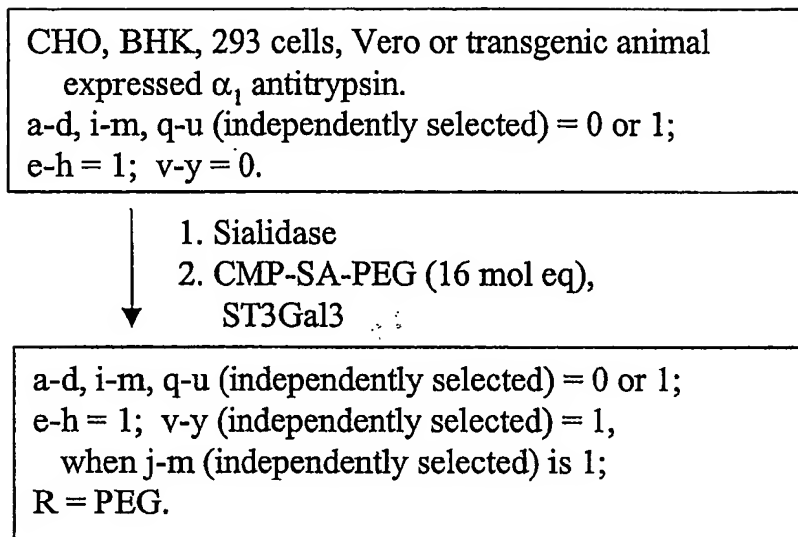 CHO, BHK, 293 cells, Vero or transgenic animal
expressed α₁ antitrypsin.
a-d, i-m, q-u (independently selected) = 0 or 1;
e-h = 1; v-y = 0.
1. Sialidase
2. CMP-SA-PEG (16 mol eq),
ST3Gal3
a-d, i-m, q-u (independently selected) = 0 or 1;
e-h = 1; v-y (independently selected) = 1,
when j-m (independently selected) is 1;
R = PEG.